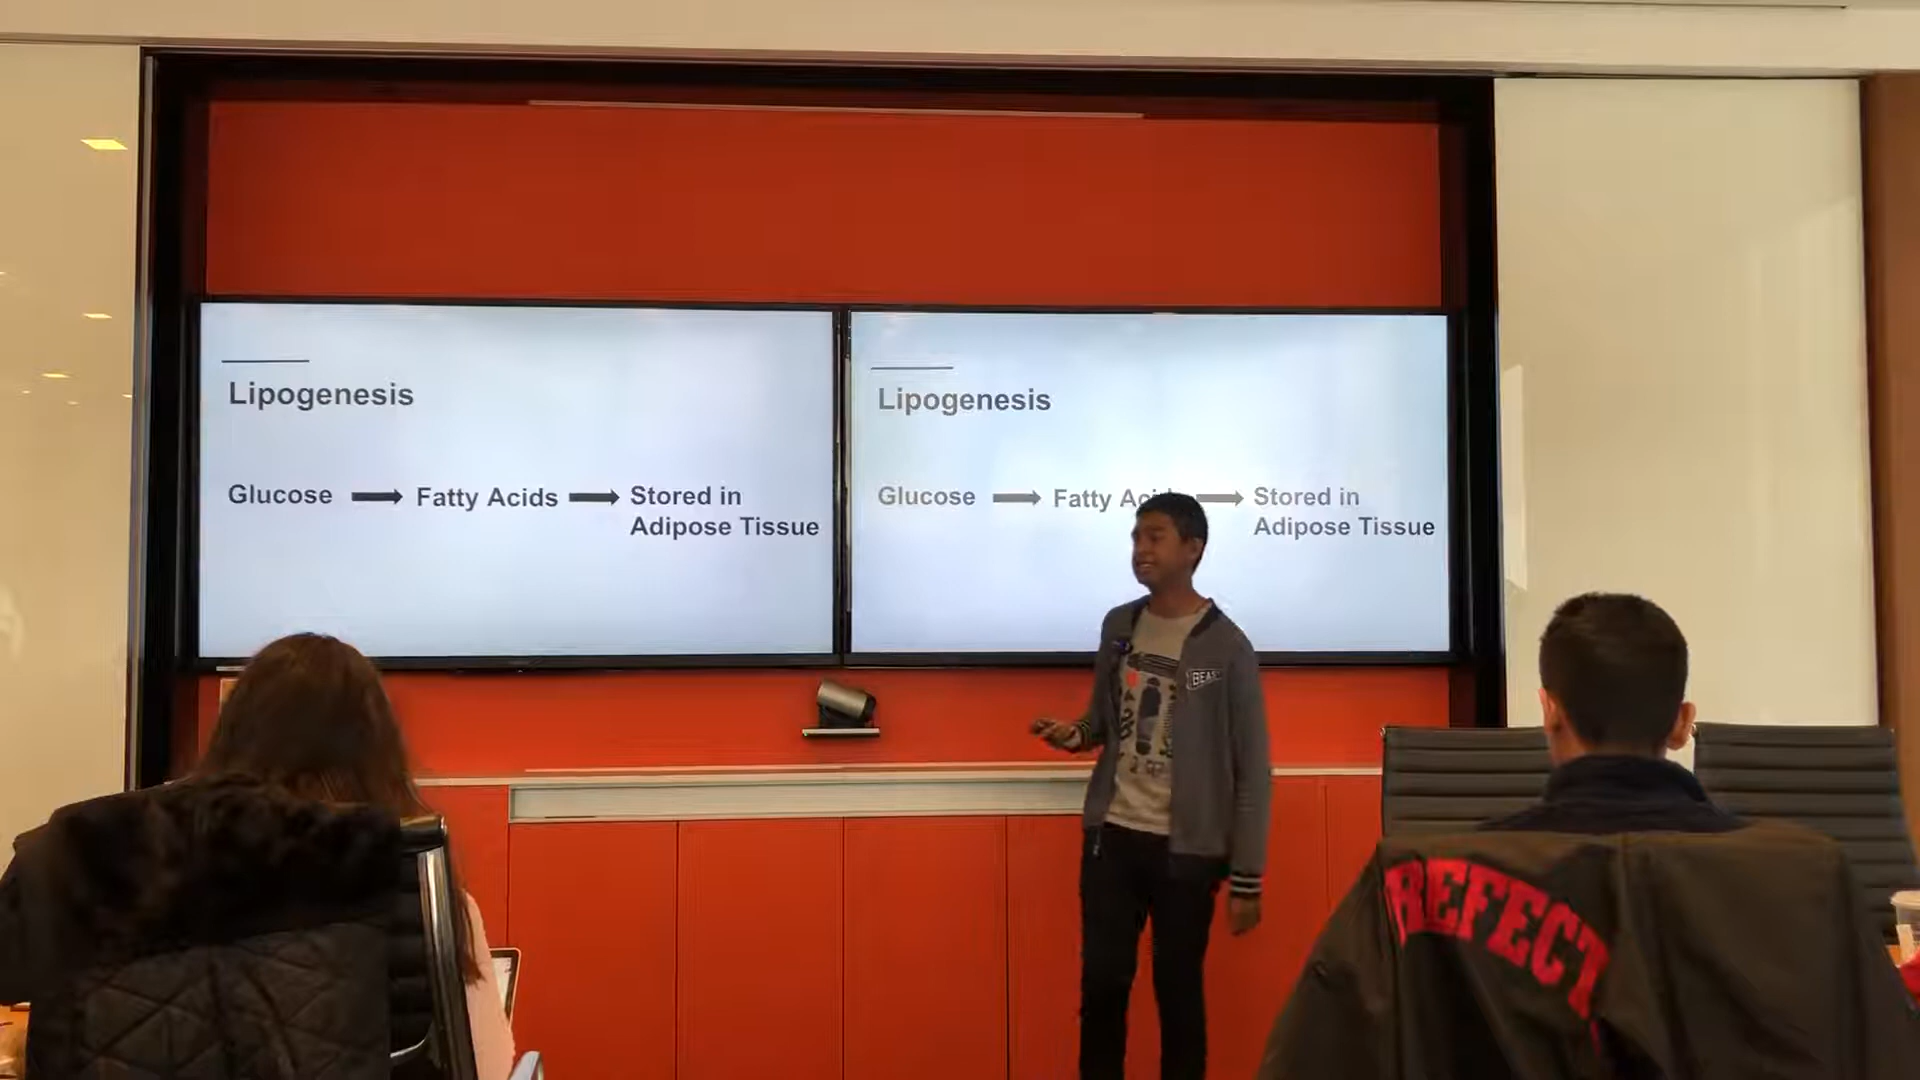 Lipogenesis
Glucose → Fatty Acids → Stored in
Adipose Tissue
Lipogenesis
Glucose → Fatty → Stored in
Adipose Tissue
REFECT